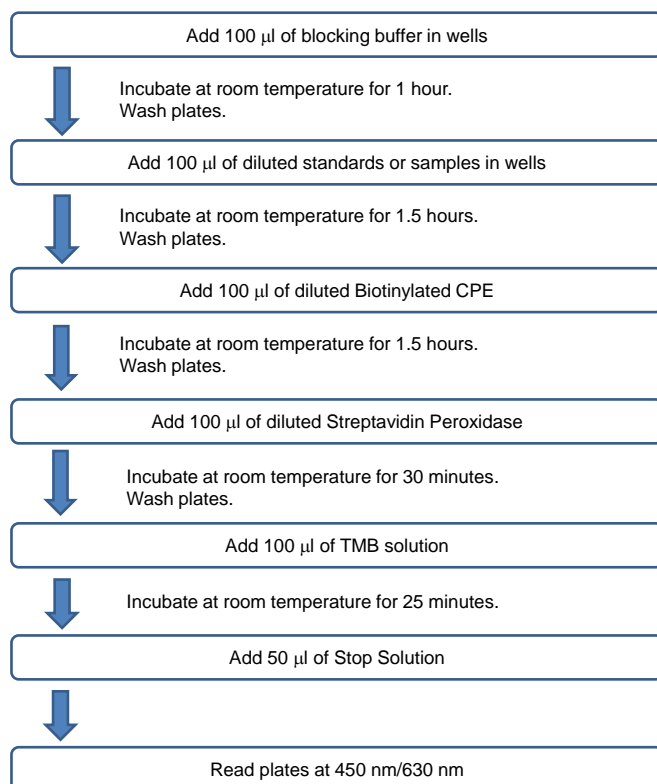 Add 100 μl of blocking buffer in wells
Incubate at room temperature for 1 hour.
Wash plates.
Add 100 μl of diluted standards or samples in wells
Incubate at room temperature for 1.5 hours.
Wash plates.
Add 100 μl of diluted Biotinylated CPE
Incubate at room temperature for 1.5 hours.
Wash plates.
Add 100 μl of diluted Streptavidin Peroxidase
Incubate at room temperature for 30 minutes.
Wash plates.
Add 100 μl of TMB solution
Incubate at room temperature for 25 minutes.
Add 50 μl of Stop Solution
Read plates at 450 nm/630 nm